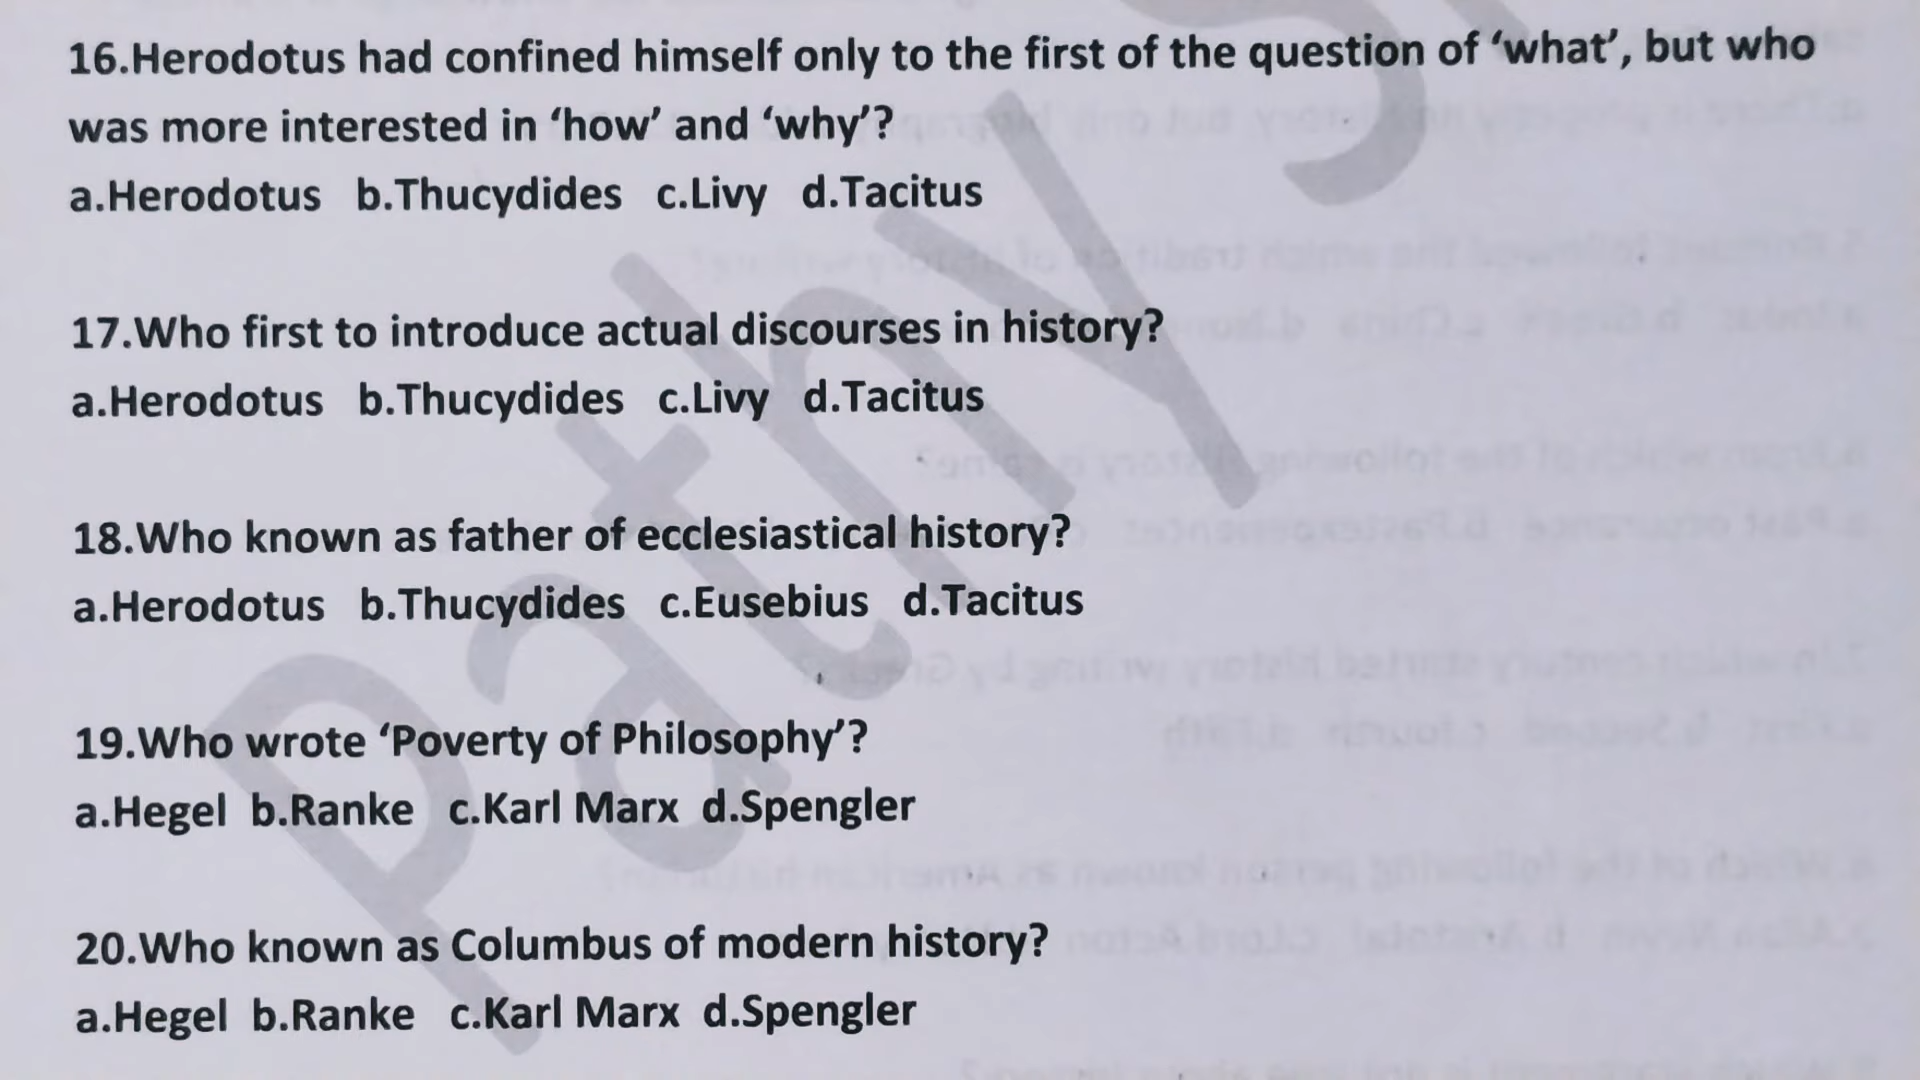 16.Herodotus had confined himself only to the first of the question of ‘what’, but who
was more interested in ‘how’ and ‘why’?
a.Herodotus b.Thucydides c.Livy d.Tacitus
17.Who first to introduce actual discourses in history?
a.Herodotus b.Thucydides c.Livy d.Tacitus
18.Who known as father of ecclesiastical history?
a.Herodotus b.Thucydides c.Eusebius d.Tacitus
19.Who wrote ‘Poverty of Philosophy’?
a.Hegel b.Ranke c.Karl Marx d.Spengler
20.Who known as Columbus of modern history?
a.Hegel b.Ranke c.Karl Marx d.Spengler
Pathy